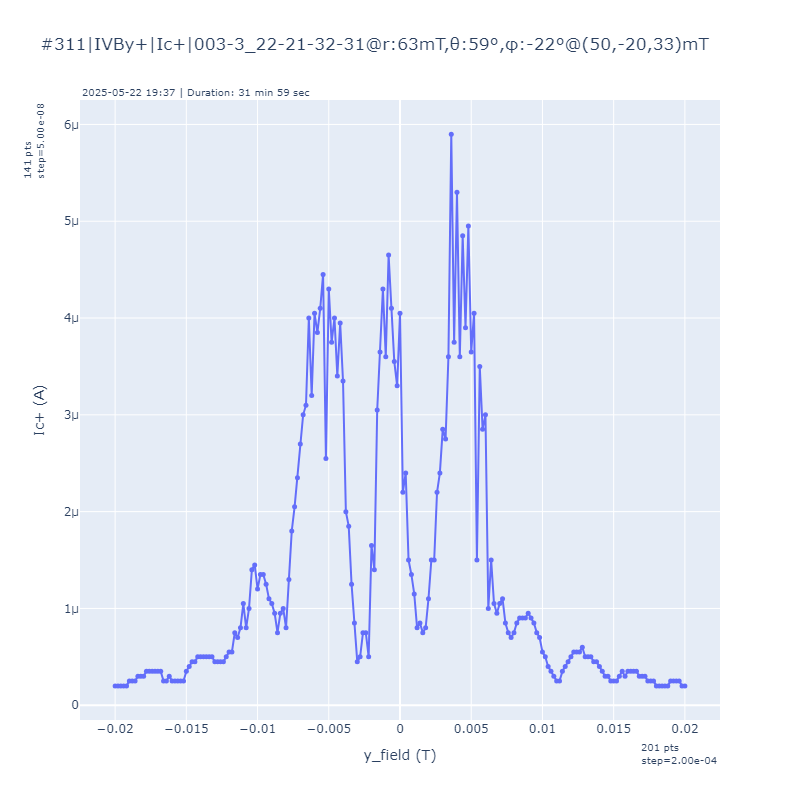 #311|IVBy+|Ic+|003-3_22-21-32-31@r:63mT,θ:59º,φ:-22º@(50,-20,33)mT
2025-05-22 19:37 | Duration: 31 min 59 sec
141 pts
step=5.00e-08
6μ
5μ
4μ
3μ
2μ
1μ
0
Ic+ (A)
−0.02
−0.015
−0.01
−0.005
0
0.005
0.01
0.015
0.02
y_field (T)
201 pts
step=2.00e-04